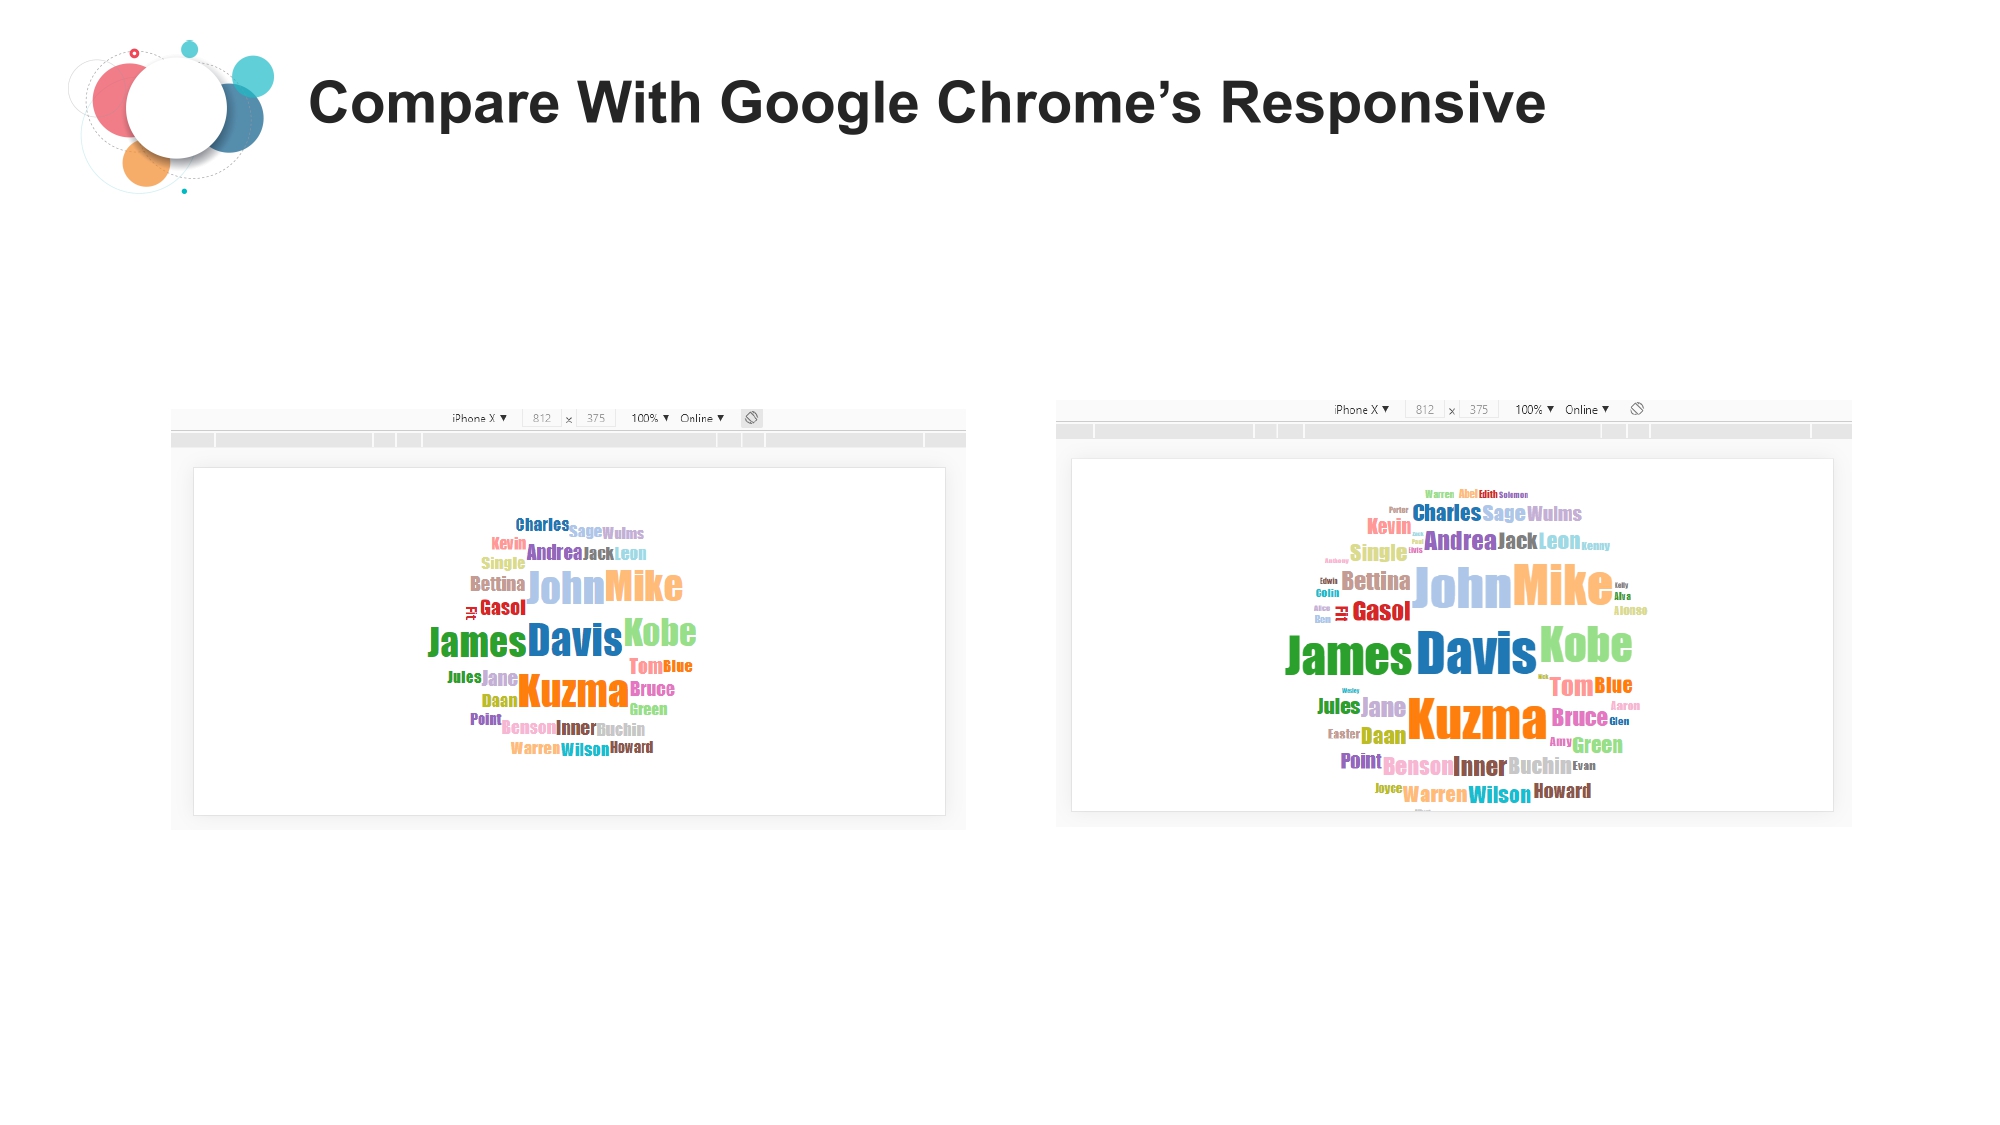 Compare With Google Chrome’s Responsive
iPhone X ▼ 812 x 375 100% ▼ Online ▼
Charles Sage Wulms
Kevin Andrea Jack Leon
Single
Bettina John Mike
Fit Gasol
James Davis Kobe
Tom Blue
Jules Jane Kuzma Bruce
Daan Green
Point Benson Inner Buchin
Warren Wilson Howard
iPhone X ▼ 812 x 375 100% ▼ Online ▼
Warren Abel Edith Solomon
Porter Charles Sage Wulms
Kevin Andrea Jack Leon Kenny
Single Elvis
Anthony
Edwin Bettina John Mike Kelly
Colin Alva
Alice Fit Gasol Alonso
Ben
James Davis Kobe
Tom Blue
Wesley
Jules Jane Kuzma Aaron
Bruce Glen
Easter Daan Amy Green
Point Benson Inner Buchin Evan
Joyce Warren Wilson Howard